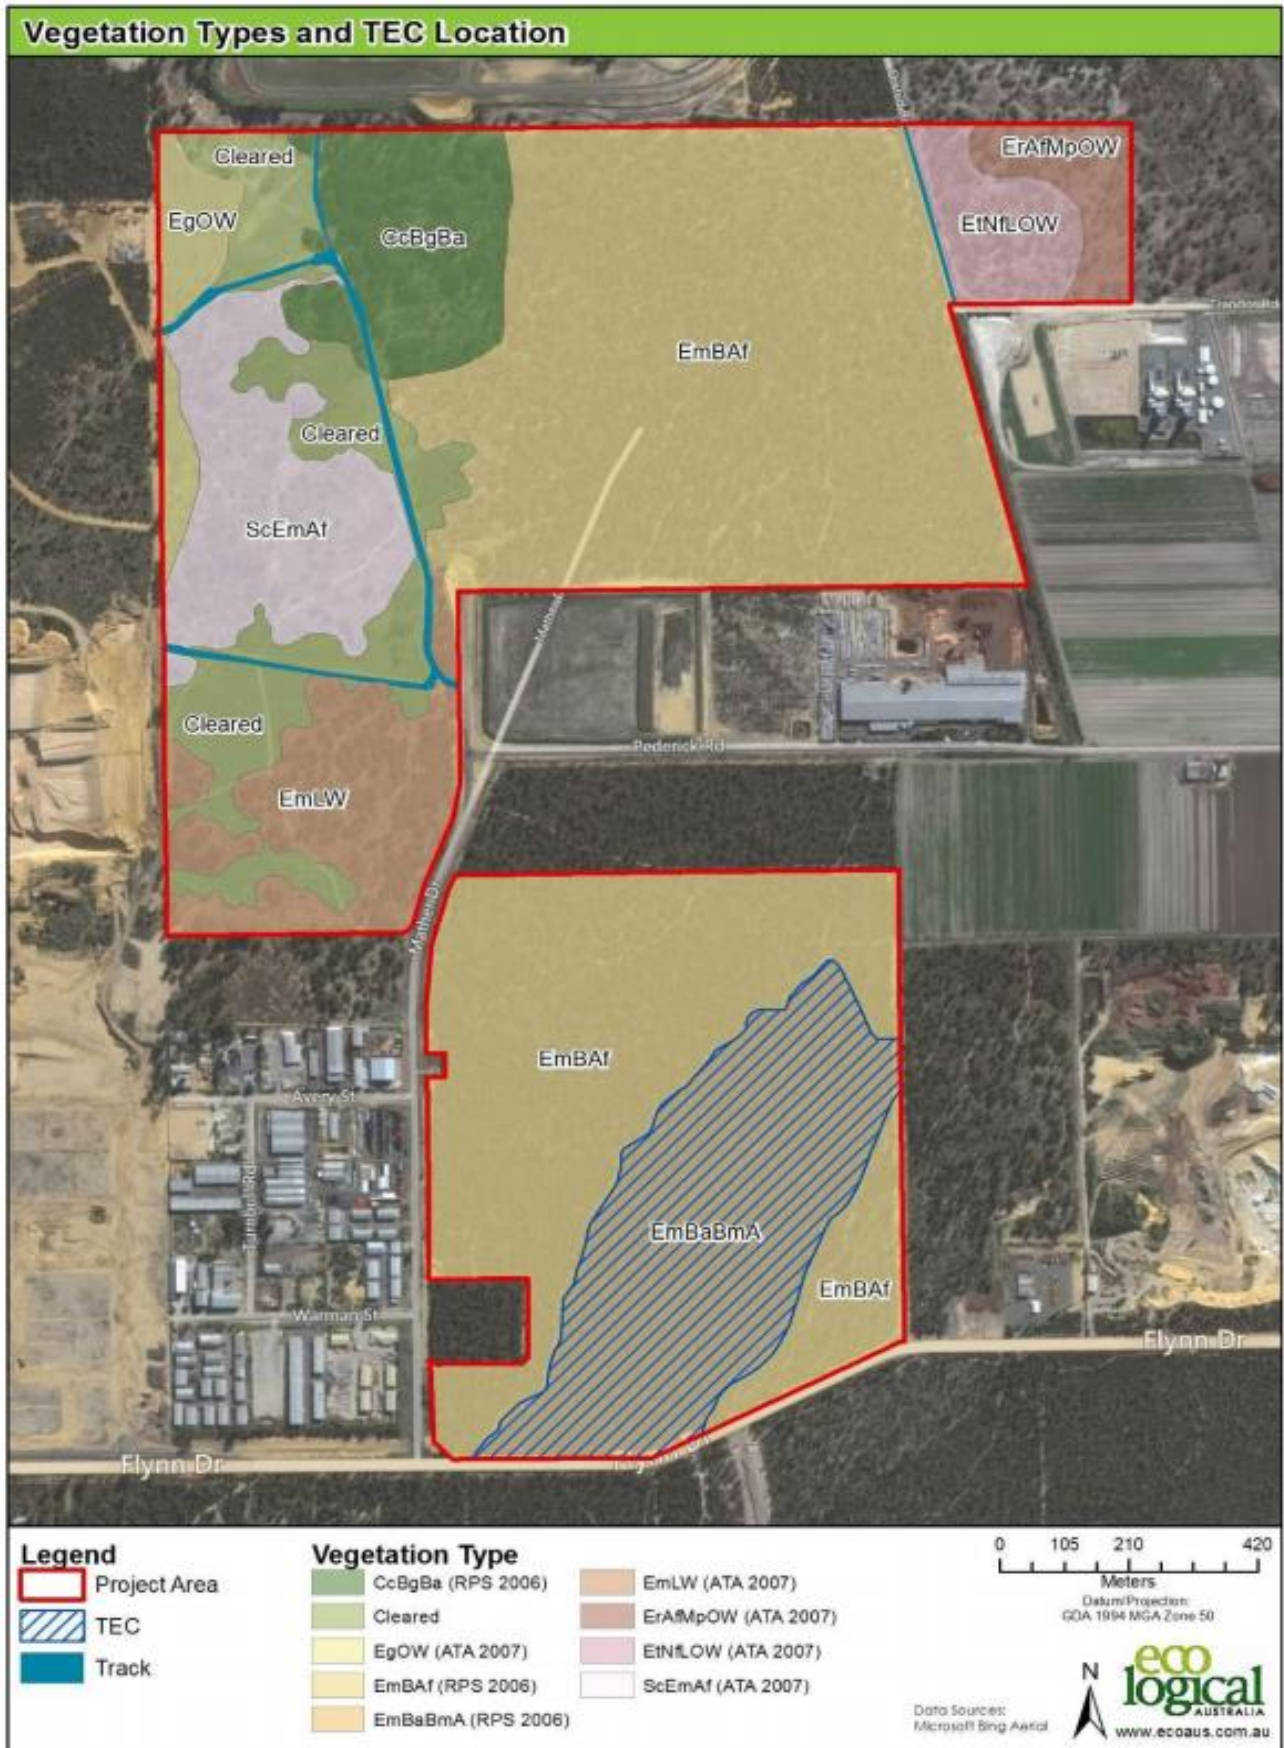 Vegetation Types and TEC Location
Cleared
ErAfMpOW
EgOW
CcBgBa
EtNfLOW
EmBAf
Cleared
ScEmAf
Pederick Rd
Cleared
EmLW
Mather Dr
EmBAf
Avery St
EmBaBmA
EmBAf
Warman St
Flynn Dr
Flynn Dr
Legend
Project Area
TEC
Track
Vegetation Type
CcBgBa (RPS 2006)
Cleared
EgOW (ATA 2007)
EmBAf (RPS 2006)
EmBaBmA (RPS 2006)
EmLW (ATA 2007)
ErAfMpOW (ATA 2007)
EtNfLOW (ATA 2007)
ScEmAf (ATA 2007)
0 105 210 420
Meters
Datum/Projection:
GDA 1994 MGA Zone 50
N
eco
logical
AUSTRALIA
www.ecoaus.com.au
Data Sources:
Microsoft Bing Aerial